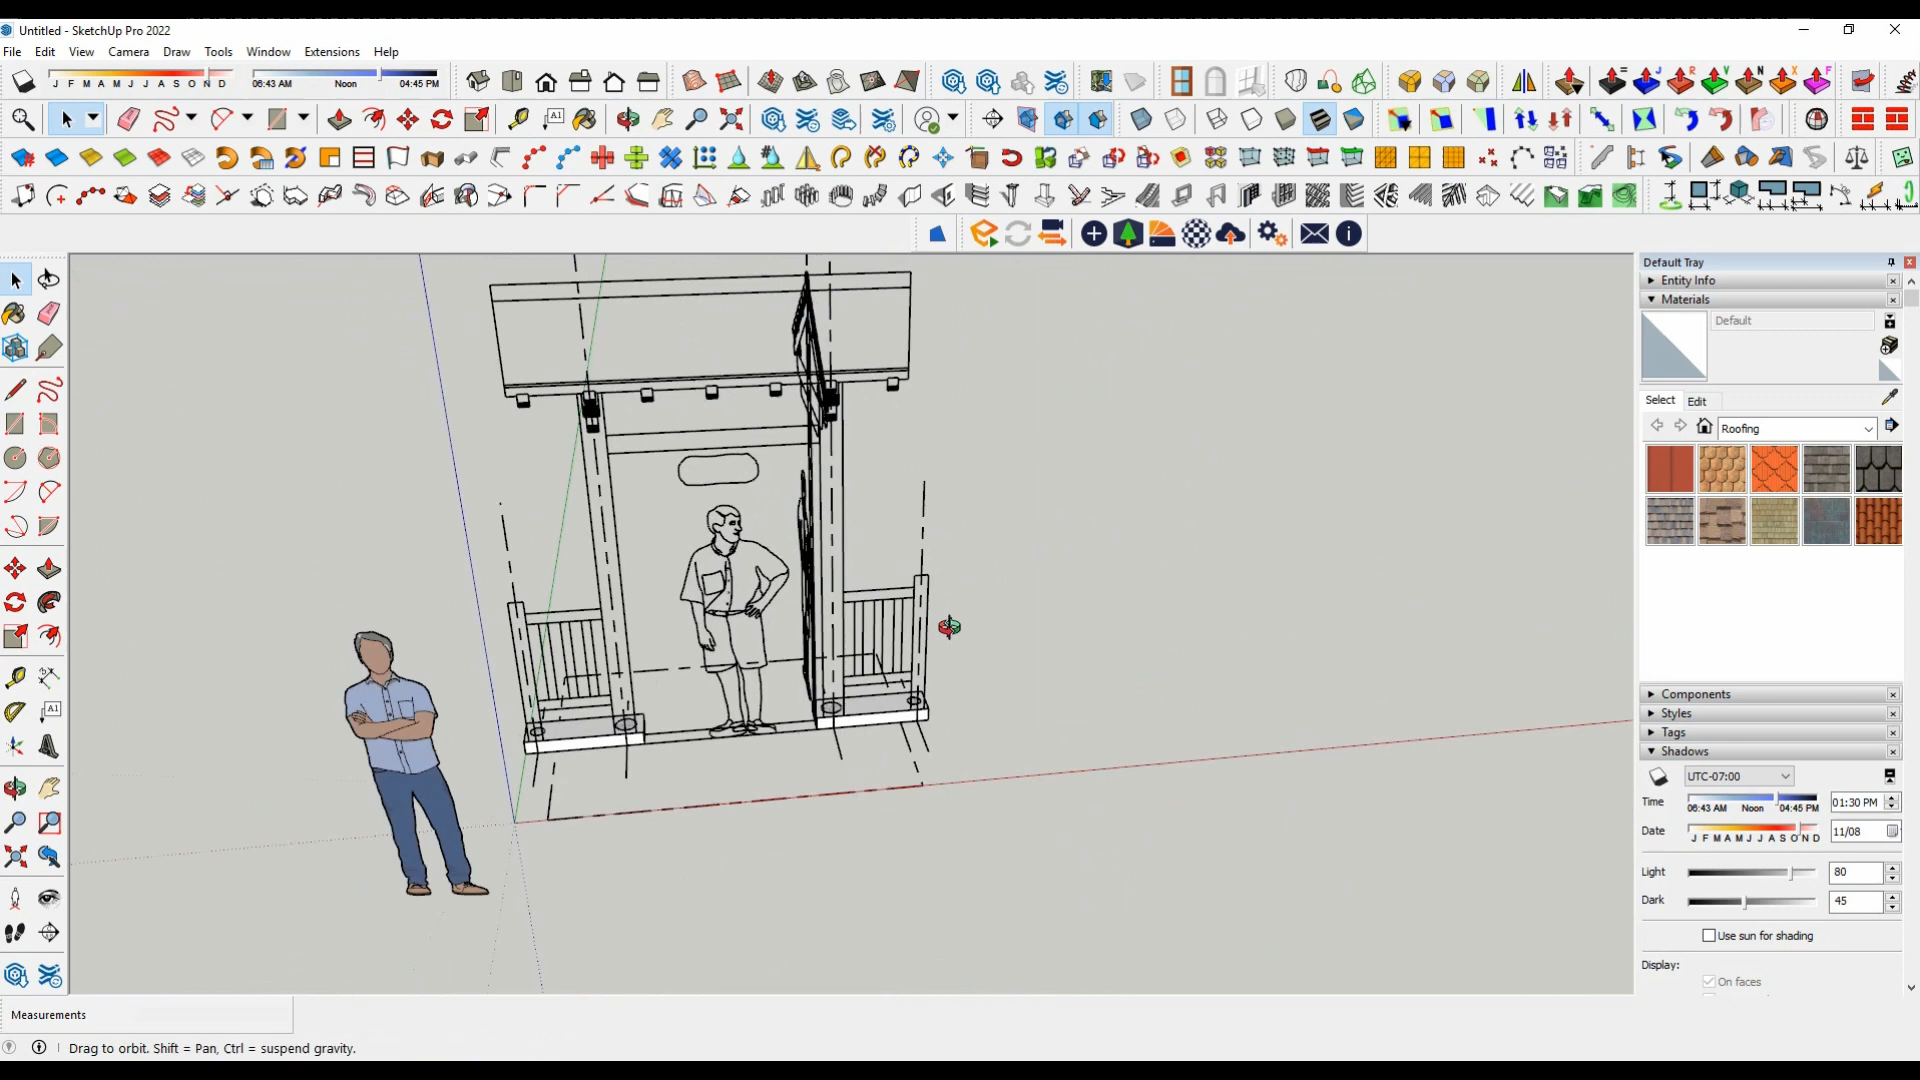 Untitled - SketchUp Pro 2022
File Edit View Camera Draw Tools Window Extensions Help
J F M A M J J A S O N D 06:43 AM Noon 04:45 PM
Default Tray
Entity Info
Materials
Default
Select Edit
Roofing
Components
Styles
Tags
Shadows
UTC-07:00
Time 06:43 AM Noon 04:45 PM 01:30 PM
Date J F M A M J J A S O N D 11/08
Light 80
Dark 45
Use sun for shading
Display:
On faces
Measurements
Drag to orbit. Shift = Pan, Ctrl = suspend gravity.